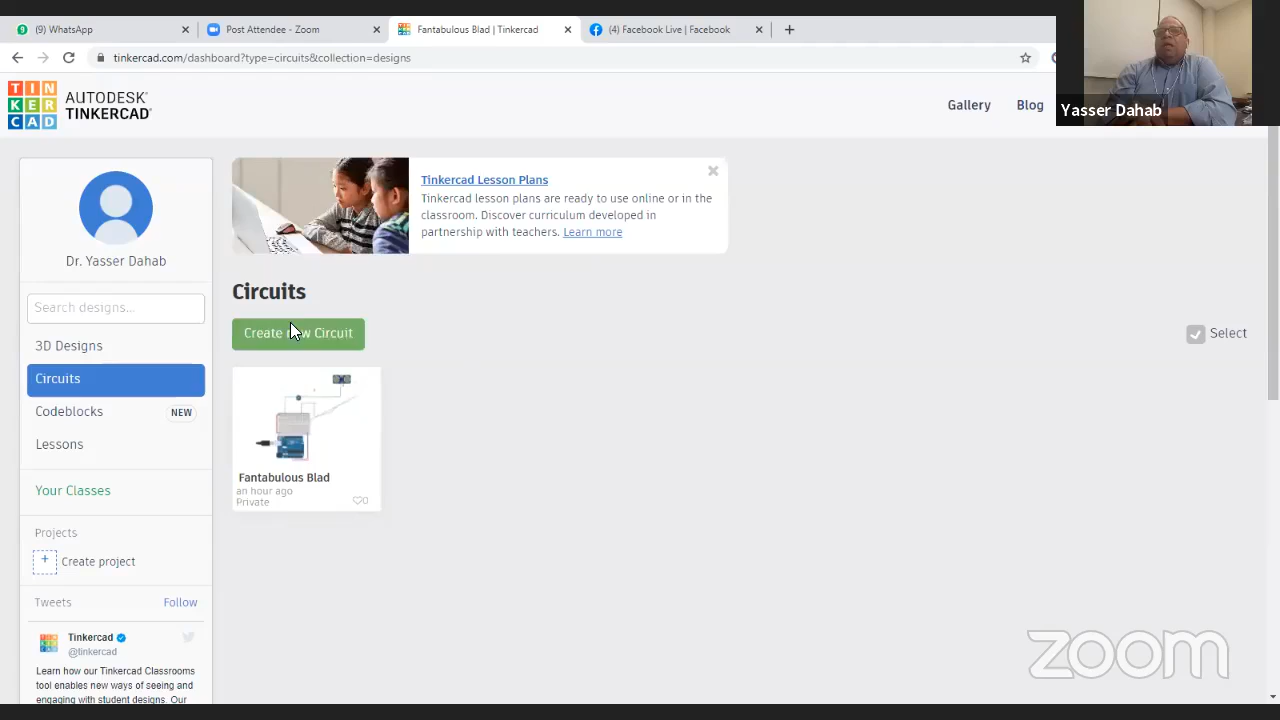 (9) WhatsApp
Post Attendee - Zoom
Fantabulous Blad | Tinkercad
(4) Facebook Live | Facebook
tinkercad.com/dashboard?type=circuits&collection=designs
TIN
KER
CAD
AUTODESK®
TINKERCAD®
Gallery
Blog
Yasser Dahab
Dr. Yasser Dahab
Search designs...
3D Designs
Circuits
Codeblocks
NEW
Lessons
Your Classes
Projects
+ Create project
Tweets
Follow
Tinkercad
@tinkercad
Learn how our Tinkercad Classrooms
tool enables new ways of seeing and
engaging with student designs. Our
Tinkercad Lesson Plans
Tinkercad lesson plans are ready to use online or in the
classroom. Discover curriculum developed in
partnership with teachers. Learn more
Circuits
Create new Circuit
Select
Fantabulous Blad
an hour ago
Private
0
zoom